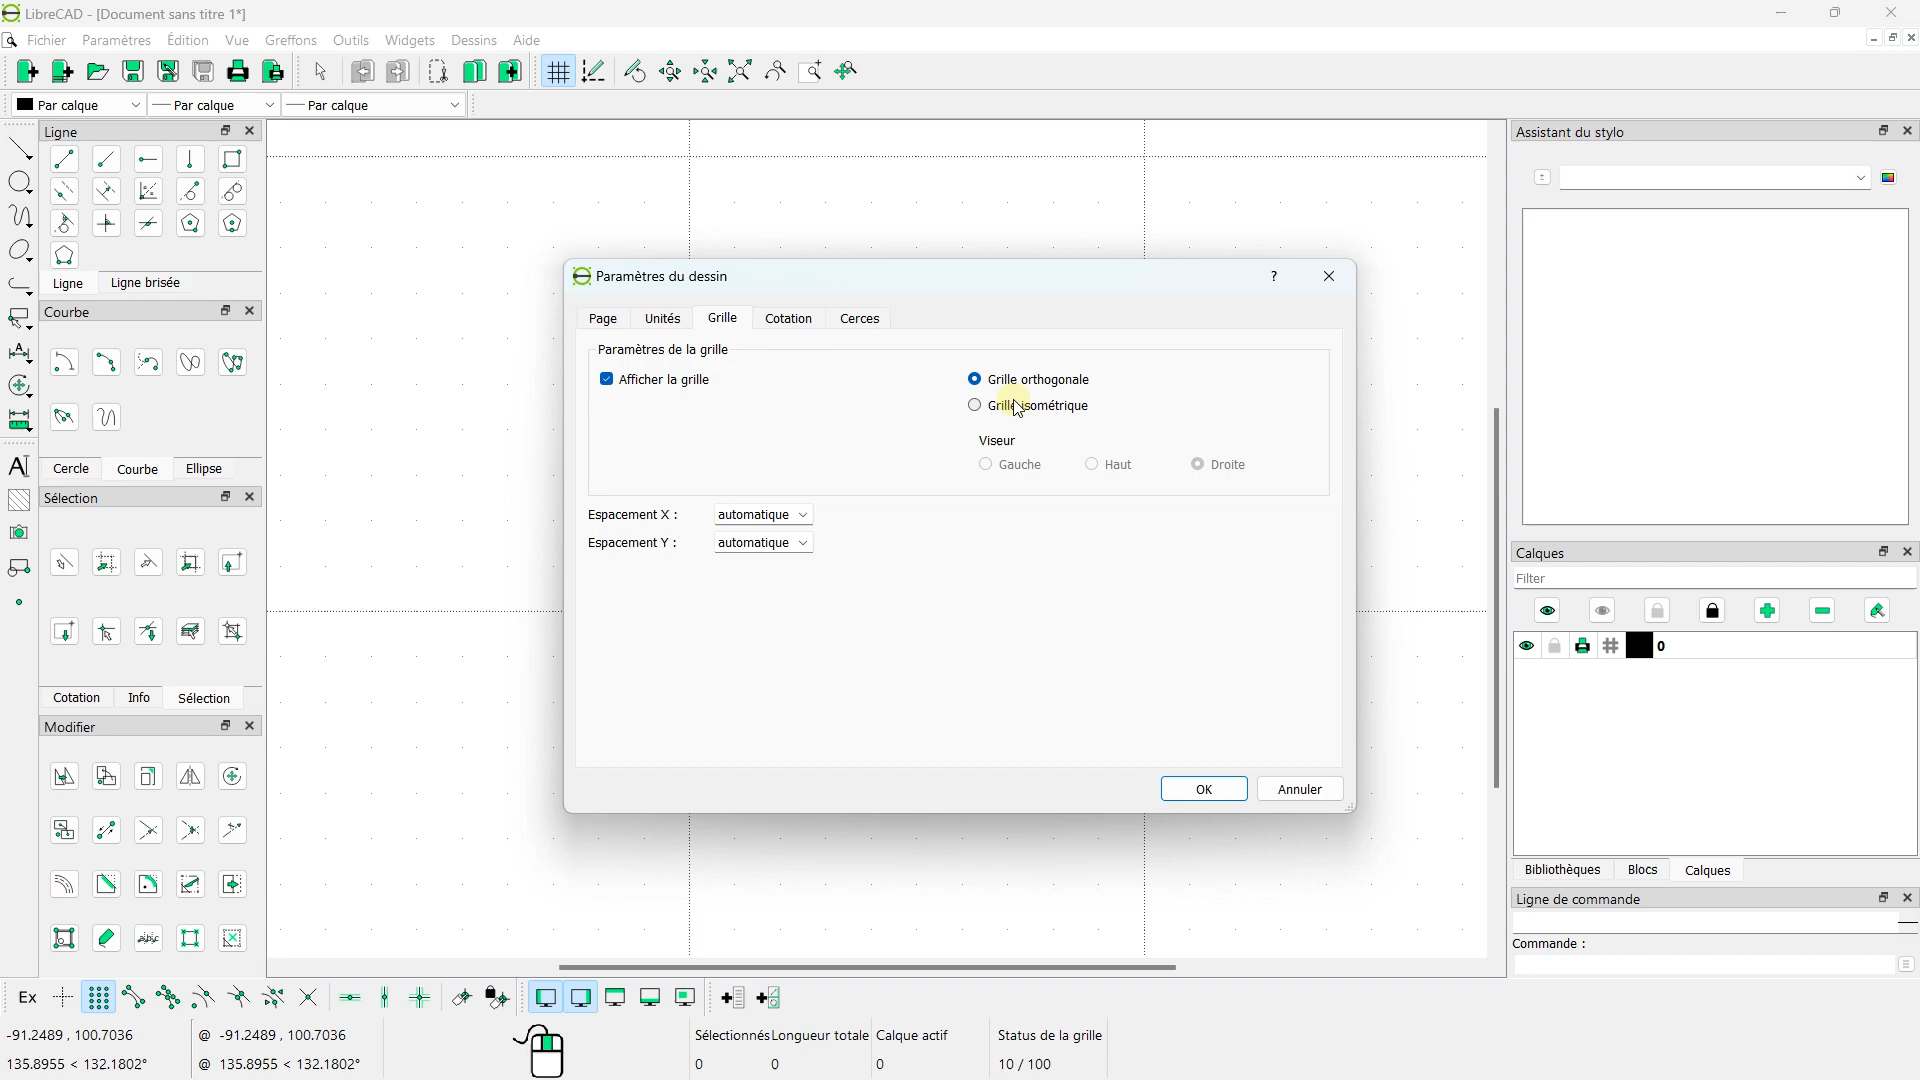 LibreCAD - [Document sans titre 1*]
Fichier Paramètres Édition Vue Greffons Outils Widgets Dessins Aide
Par calque Par calque Par calque
Ligne
Ligne Ligne brisée
Courbe
Cercle Courbe Ellipse
Sélection
Cotation Info Sélection
Modifier
Paramètres du dessin
?
Page Unités Grille Cotation Cerces
Paramètres de la grille
Afficher la grille
Grille orthogonale
Grille isométrique
Viseur
Gauche Haut Droite
Espacement X : automatique
Espacement Y : automatique
OK Annuler
Assistant du stylo
Calques
Filter
0
Bibliothèques Blocs Calques
Ligne de commande
Commande :
Ex
-91.2489 , 100.7036
135.8955 < 132.1802°
@ -91.2489 , 100.7036
@ 135.8955 < 132.1802°
Sélectionnés Longueur totale Calque actif Status de la grille
0 0 0 10 / 100